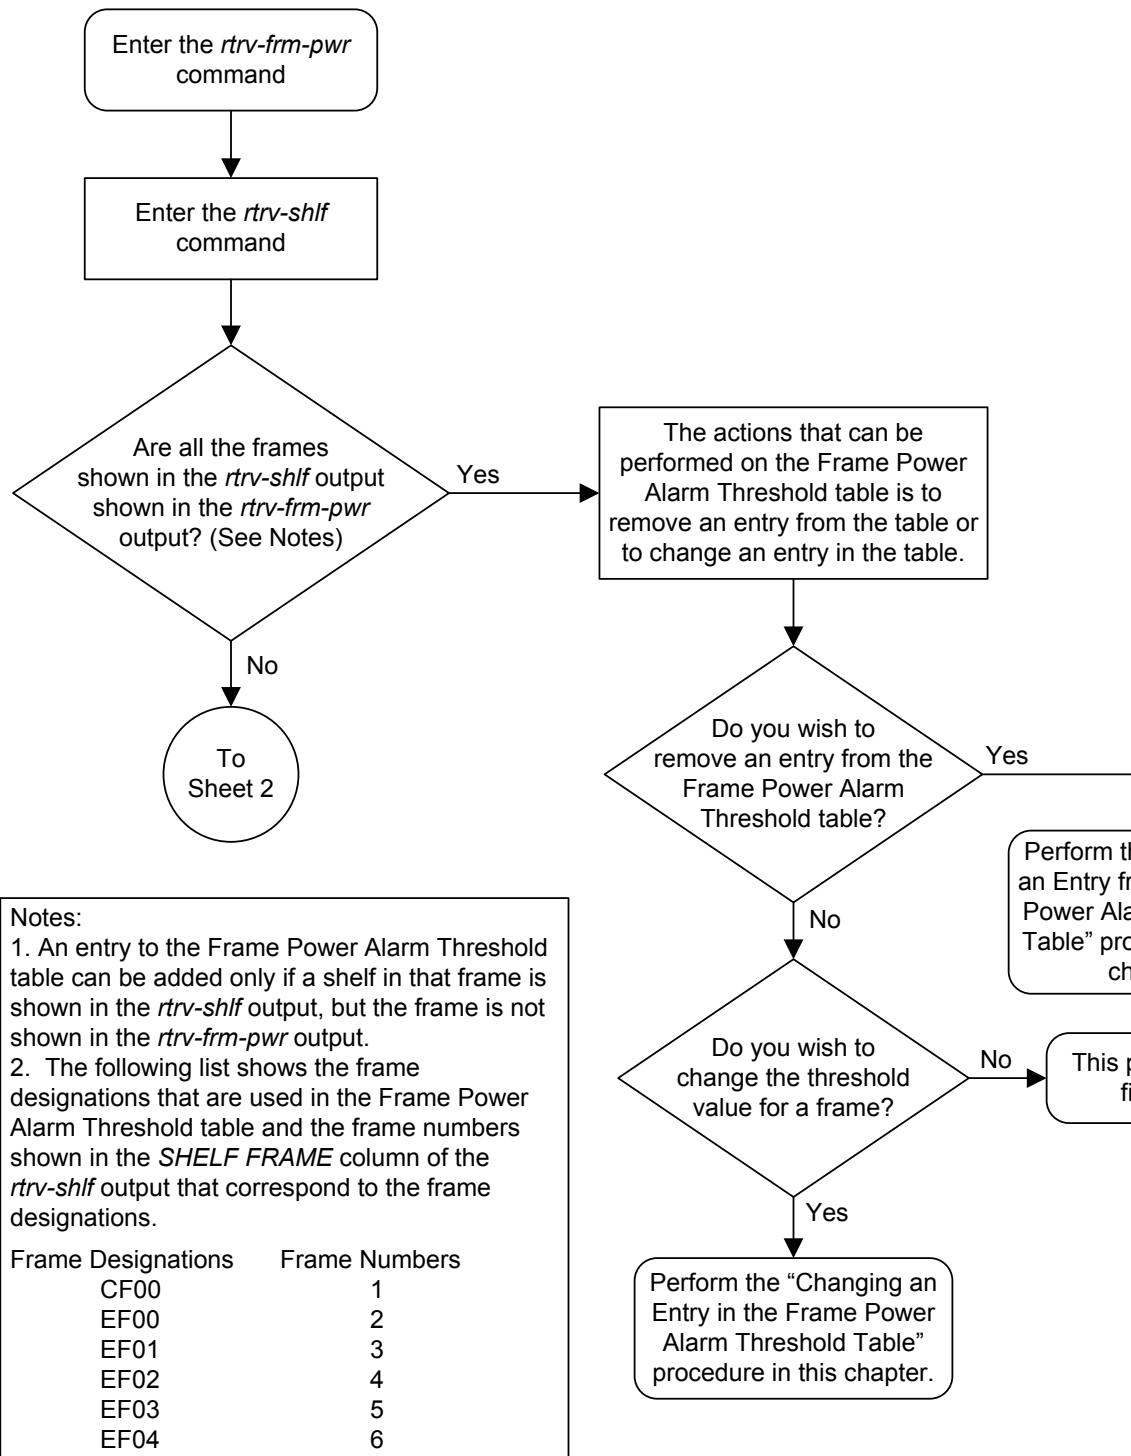 Enter the rtrv-frm-pwr
command
Enter the rtrv-shlf
command
Are all the frames
shown in the rtrv-shlf output
shown in the rtrv-frm-pwr
output? (See Notes)
Yes
No
To
Sheet 2
The actions that can be
performed on the Frame Power
Alarm Threshold table is to
remove an entry from the table or
to change an entry in the table.
Do you wish to
remove an entry from the
Frame Power Alarm
Threshold table?
Yes
No
Perform
an Entry
Power
Table”
Do you wish to
change the threshold
value for a frame?
No
This
Yes
Perform the “Changing an
Entry in the Frame Power
Alarm Threshold Table”
procedure in this chapter.
Notes:
1. An entry to the Frame Power Alarm Threshold
table can be added only if a shelf in that frame is
shown in the rtrv-shlf output, but the frame is not
shown in the rtrv-frm-pwr output.
2. The following list shows the frame
designations that are used in the Frame Power
Alarm Threshold table and the frame numbers
shown in the SHELF FRAME column of the
rtrv-shlf output that correspond to the frame
designations.
Frame Designations Frame Numbers
CF00 1
EF00 2
EF01 3
EF02 4
EF03 5
EF04 6